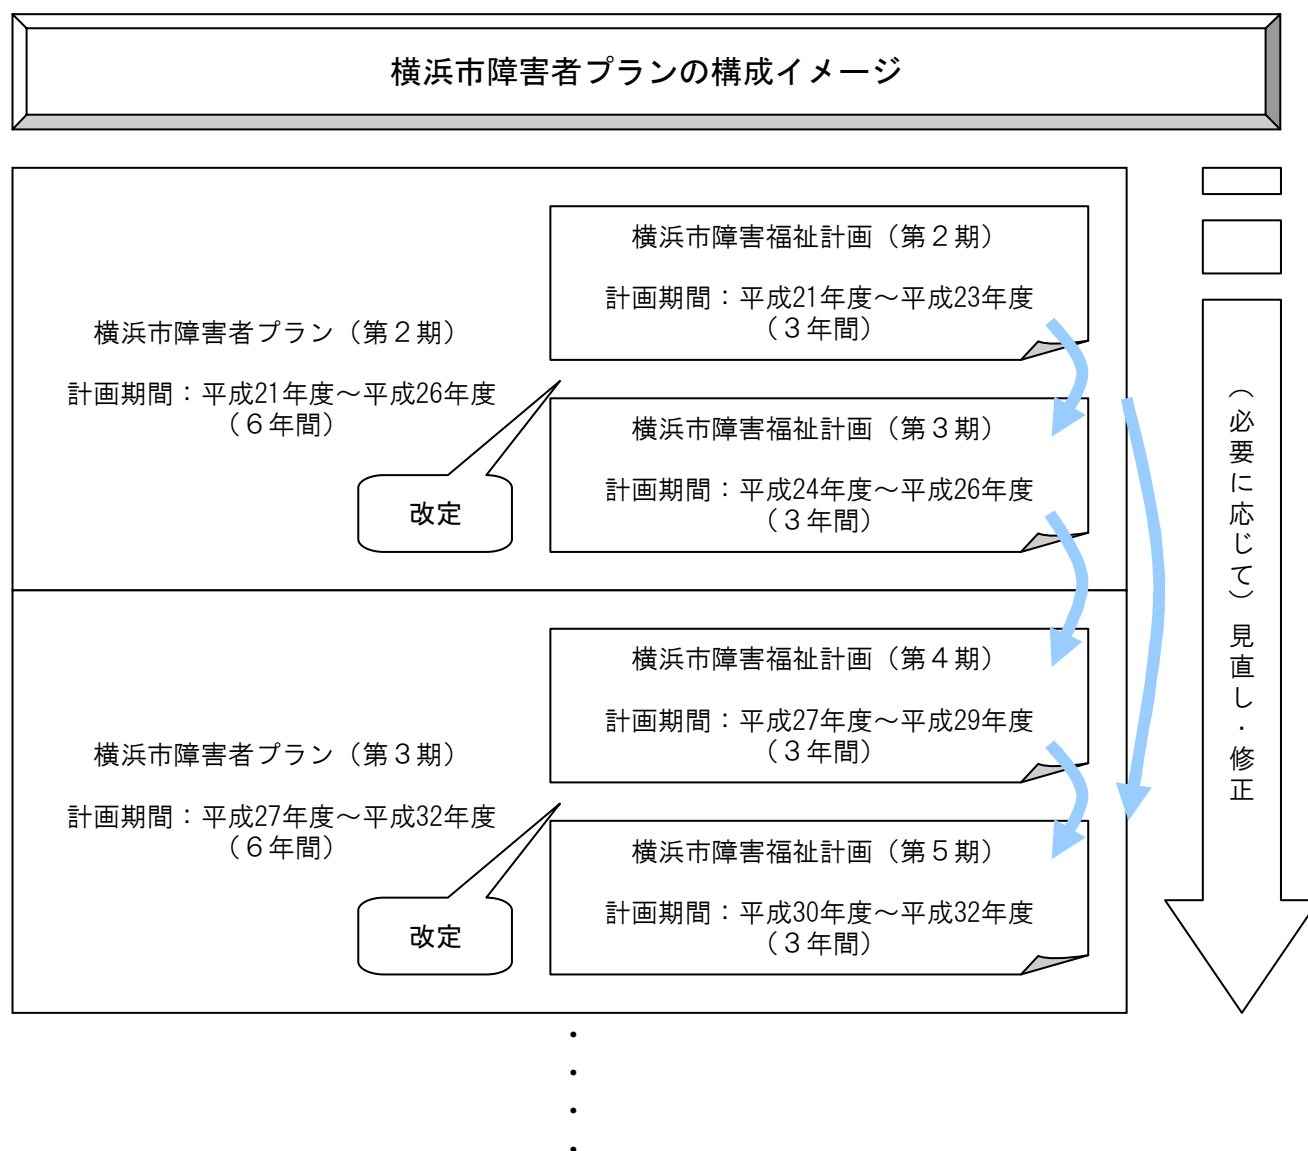 横浜市障害者プランの構成イメージ
横浜市障害者プラン（第２期）
計画期間：平成21年度～平成26年度
（６年間）
横浜市障害福祉計画（第２期）
計画期間：平成21年度～平成23年度
（３年間）
改定
横浜市障害福祉計画（第３期）
計画期間：平成24年度～平成26年度
（３年間）
横浜市障害者プラン（第３期）
計画期間：平成27年度～平成32年度
（６年間）
横浜市障害福祉計画（第４期）
計画期間：平成27年度～平成29年度
（３年間）
改定
横浜市障害福祉計画（第５期）
計画期間：平成30年度～平成32年度
（３年間）
（必要に応じて）見直し・修正
・
・
・
・